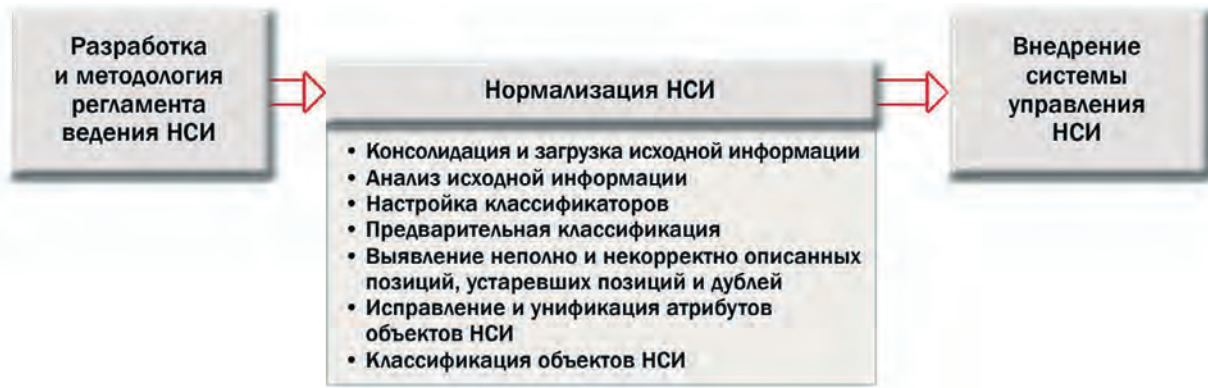 Разработка
и методология
регламента
ведения НСИ
Нормализация НСИ
• Консолидация и загрузка исходной информации
• Анализ исходной информации
• Настройка классификаторов
• Предварительная классификация
• Выявление неполно и некорректно описанных
позиций, устаревших позиций и дублей
• Исправление и унификация атрибутов
объектов НСИ
• Классификация объектов НСИ
Внедрение
системы
управления
НСИ